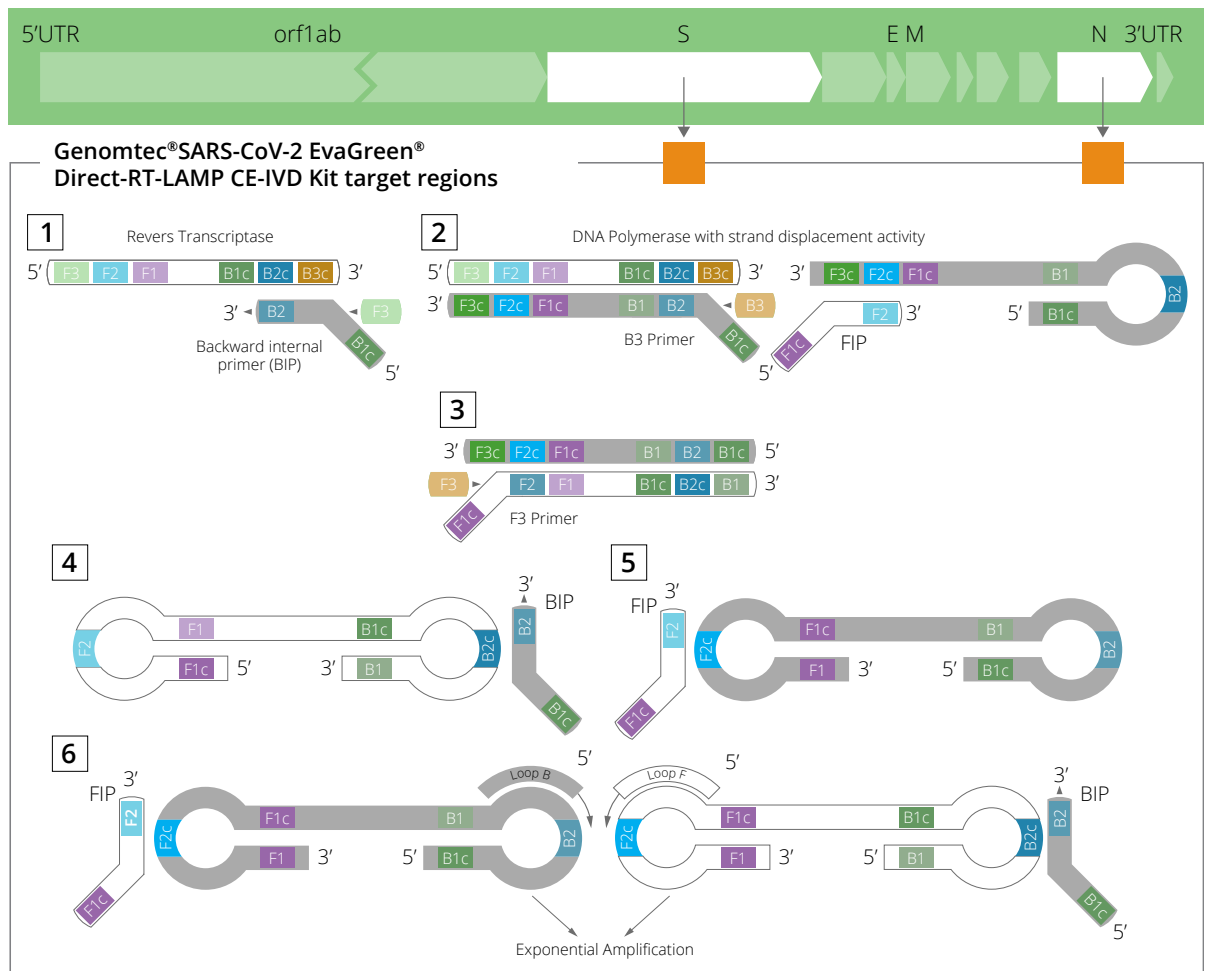 5’UTR orf1ab S E M N 3’UTR
Genomtec®SARS-CoV-2 EvaGreen®
Direct-RT-LAMP CE-IVD Kit target regions
1
Revers Transcriptase
5’ F3 F2 F1 B1c B2c B3c 3’
3’ B2 F3
B1c
Backward internal
primer (BIP)
5’
2
DNA Polymerase with strand displacement activity
5’ F3 F2 F1 B1c B2c B3c 3’
3’ F3c F2c F1c B1 B2 B3
B3 Primer
B1c
5’
3’ F3c F2c F1c B1
B2
F2 3’
5’ B1c
F1c
FIP
3
3’ F3c F2c F1c B1 B2 B1c 5’
F3 F2 F1 B1c B2c B1 3’
F1c
F3 Primer
4
F2 F1 B1c B2c
F1c 5’ 3’ B1
3’
BIP
B2
B1c
5’
5
3’
FIP
F2
F1c
F2c F1c B1 B2
F1 3’ 5’ B1c
6
3’
FIP
F2
F1c
Loop B
F2c F1c B1 B2
F1 3’ 5’ B1c
Loop F 5’
F2c F1c B1c B2c
F1 3’ 5’ B1
3’
BIP
B2
B1c
5’
Exponential Amplification